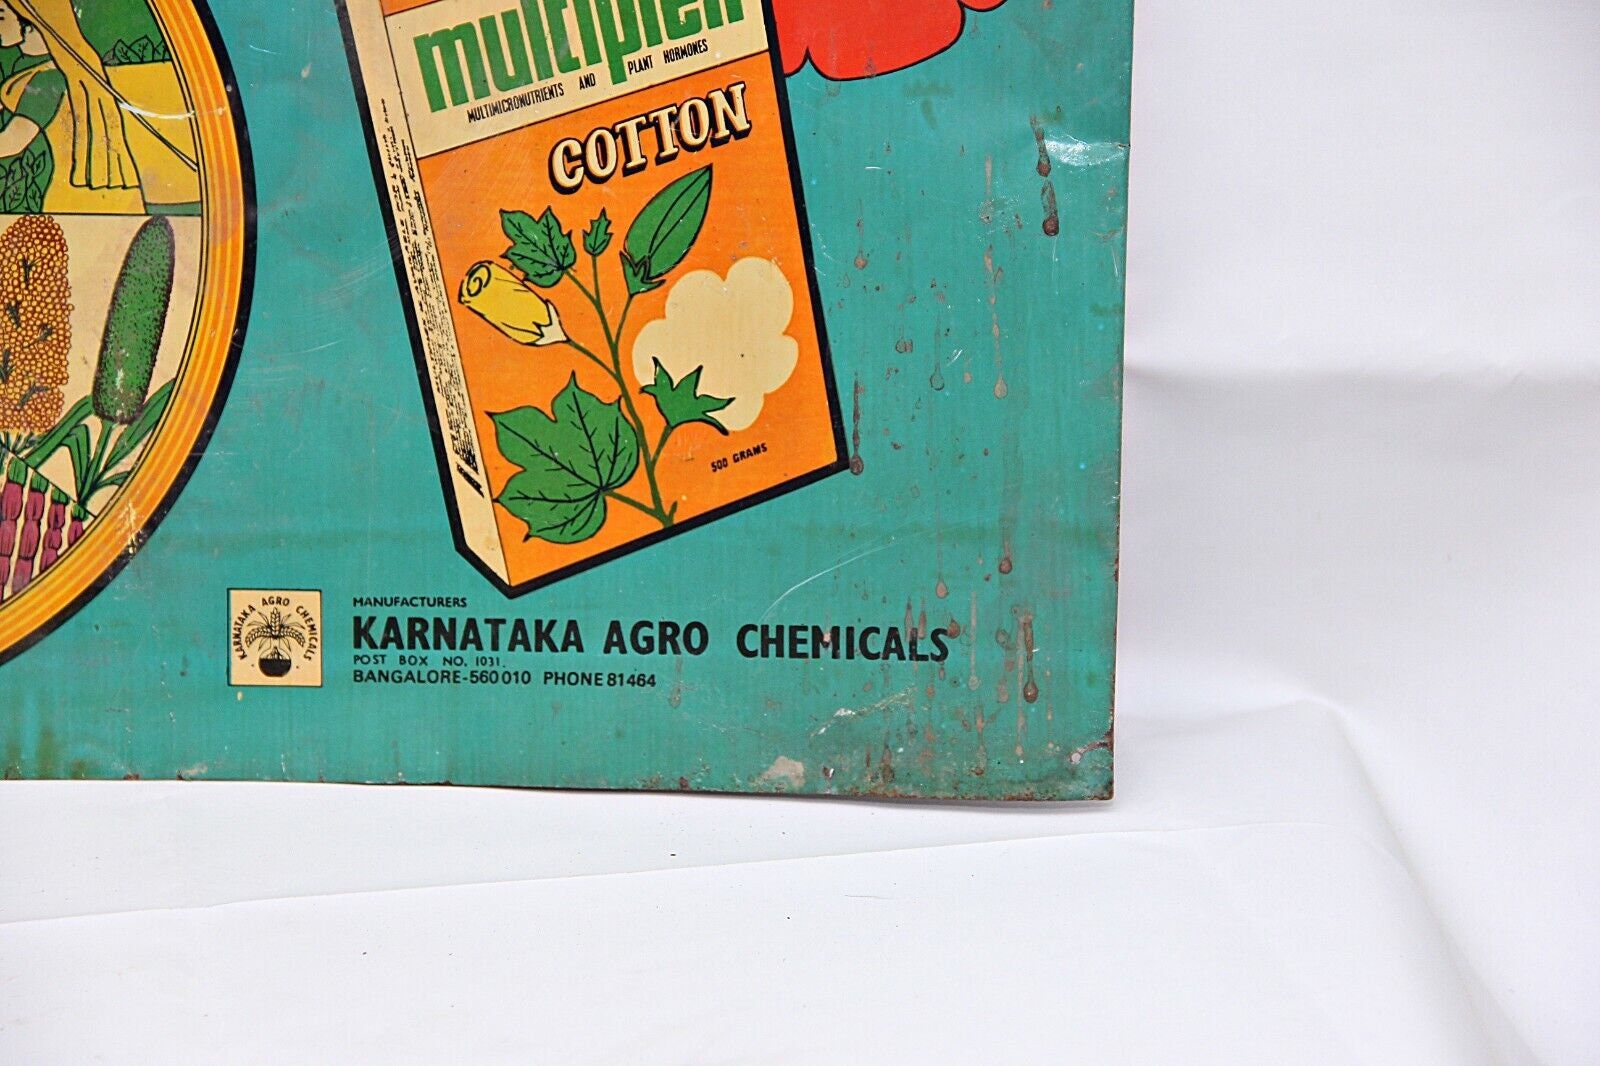 multiplex
MULTIMICRONUTRIENTS AND PLANT HORMONES
COTTON
500 GRAMS
KARNATAKA AGRO CHEMICALS
MANUFACTURERS
KARNATAKA AGRO CHEMICALS
POST BOX NO. 1031.
BANGALORE-560010 PHONE 81464